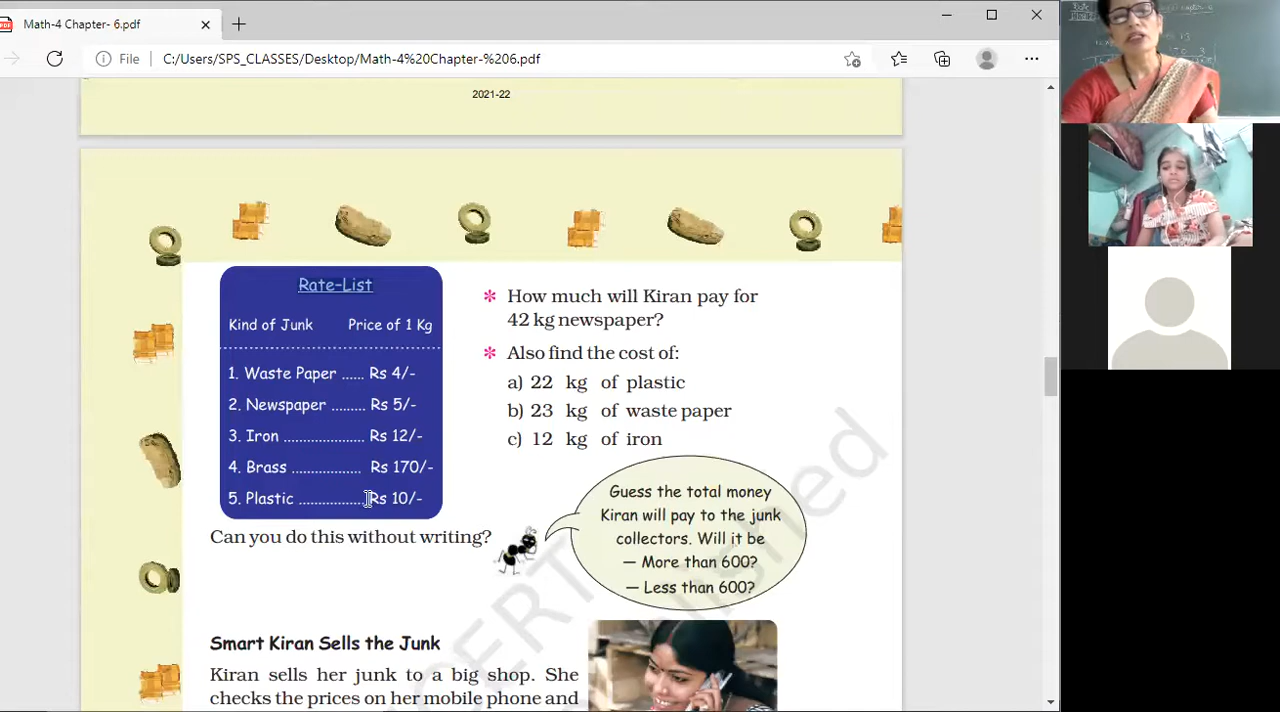 Math-4 Chapter- 6.pdf
File C:/Users/SPS_CLASSES/Desktop/Math-4%20Chapter-%206.pdf
2021-22
Rate-List
Kind of Junk Price of 1 Kg
1. Waste Paper ...... Rs 4/-
2. Newspaper ......... Rs 5/-
3. Iron ..................... Rs 12/-
4. Brass .................. Rs 170/-
5. Plastic ................. Rs 10/-
Can you do this without writing?
* How much will Kiran pay for
42 kg newspaper?
* Also find the cost of:
a) 22 kg of plastic
b) 23 kg of waste paper
c) 12 kg of iron
Guess the total money
Kiran will pay to the junk
collectors. Will it be
— More than 600?
— Less than 600?
Smart Kiran Sells the Junk
Kiran sells her junk to a big shop. She
checks the prices on her mobile phone and